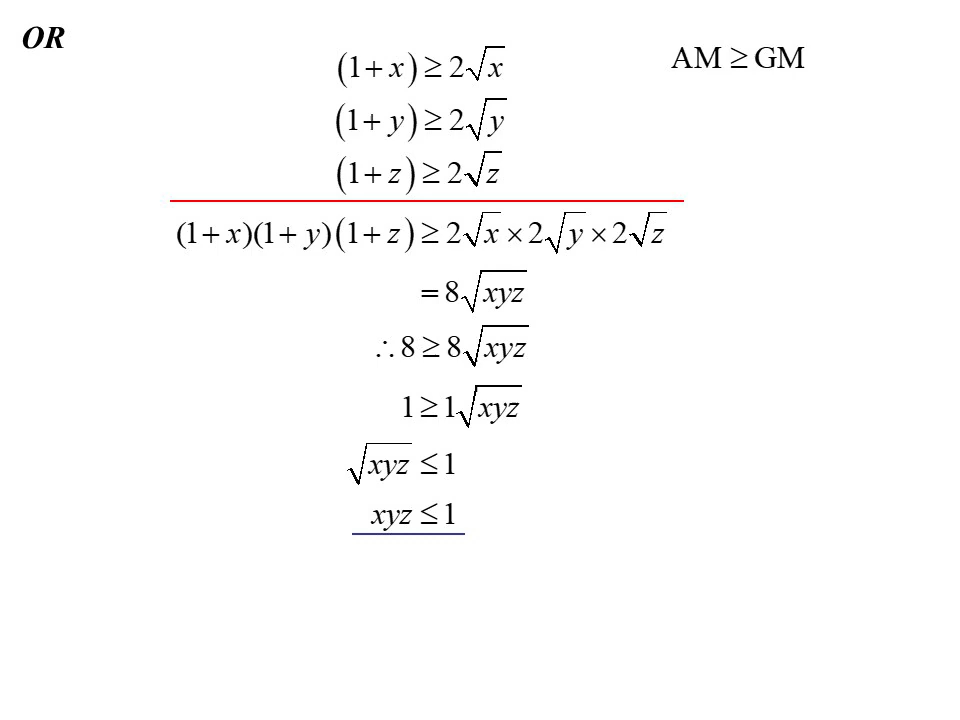 OR
(1 + x) ≥ 2√x AM ≥ GM
(1 + y) ≥ 2√y
(1 + z) ≥ 2√z
(1 + x)(1 + y)(1 + z) ≥ 2√x × 2√y × 2√z
= 8√xyz
∴ 8 ≥ 8√xyz
1 ≥ 1√xyz
√xyz ≤ 1
xyz ≤ 1